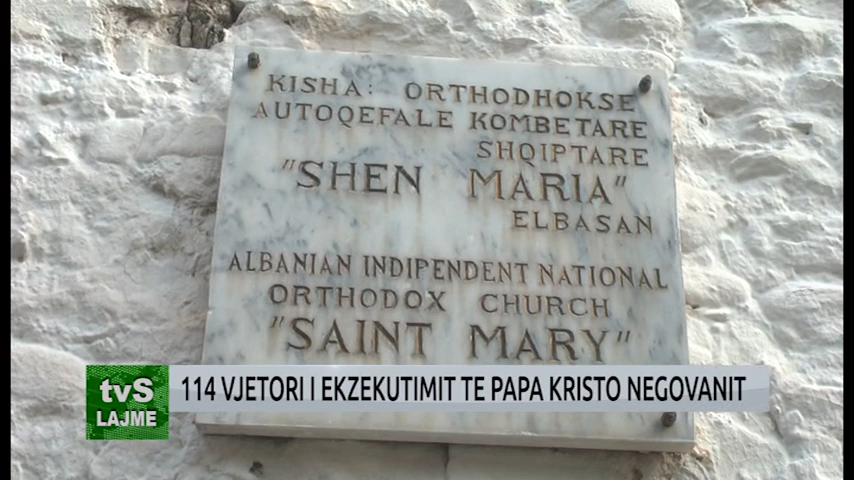 KISHA: ORTHODHOKSE
AUTOQEFALE KOMBETARE
SHQIPTARE
"SHEN MARIA"
ELBASAN
ALBANIAN INDIPENDENT NATIONAL
ORTHODOX CHURCH
"SAINT MARY"
tvS
LAJME
114 VJETORI I EKZEKUTIMIT TE PAPA KRISTO NEGOVANIT